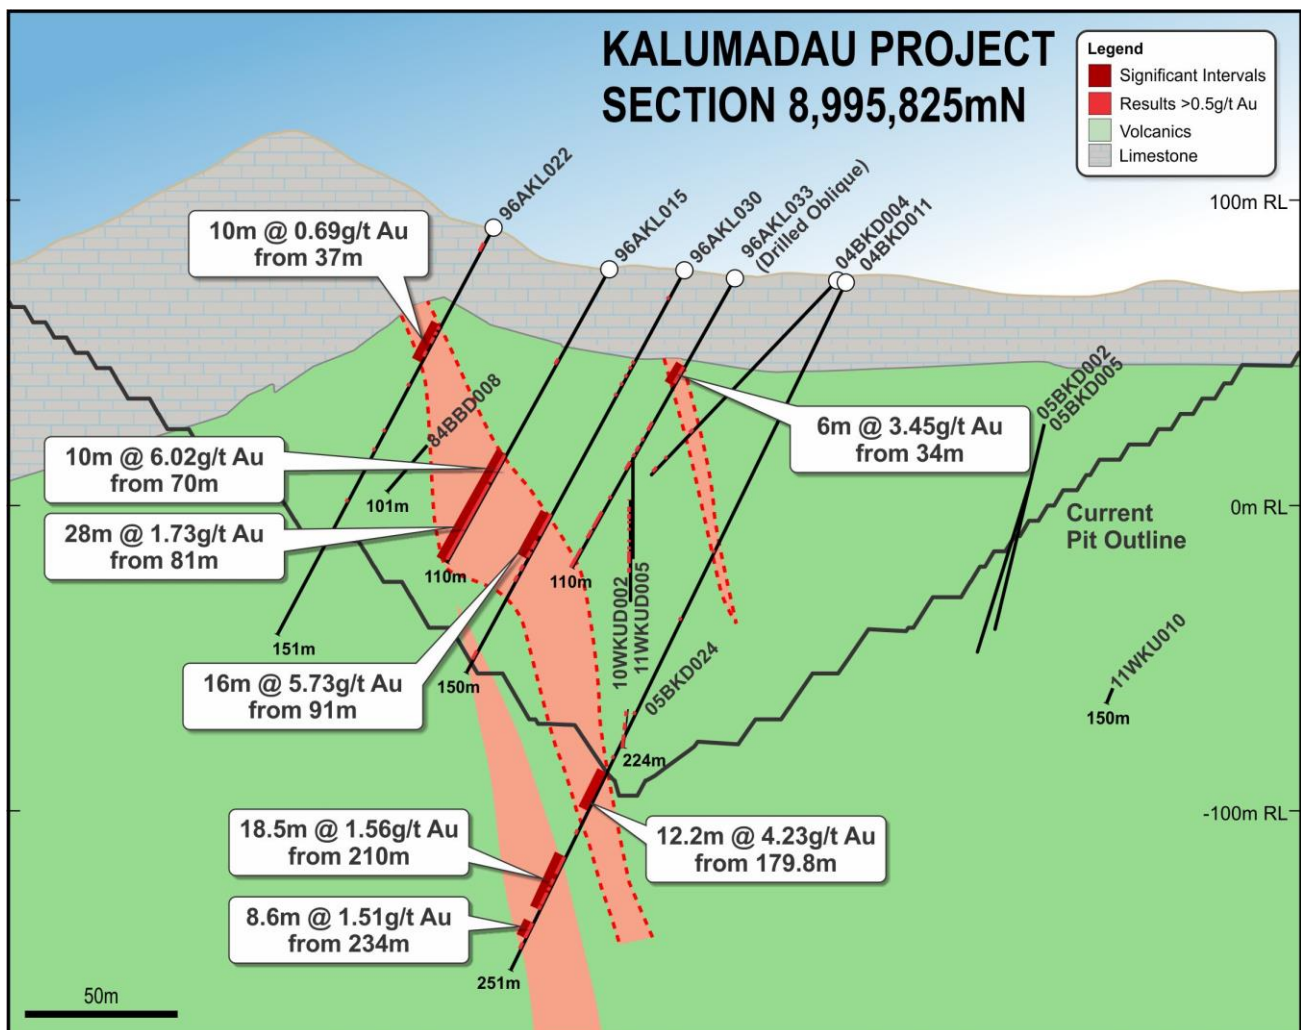 KALUMADAU PROJECT
SECTION 8,995,825mN
Legend
Significant Intervals
Results >0.5g/t Au
Volcanics
Limestone
100m RL
96AKL022
96AKL015
96AKL030
96AKL033
(Drilled Oblique)
04BKD004
04BKD011
10m @ 0.69g/t Au
from 37m
84BBD008
05BKD002
05BKD005
6m @ 3.45g/t Au
from 34m
10m @ 6.02g/t Au
from 70m
101m
0m RL
Current
Pit Outline
28m @ 1.73g/t Au
from 81m
110m
110m
10WKUD002
11WKUD005
151m
16m @ 5.73g/t Au
from 91m
150m
05BKD024
11WKU010
150m
224m
-100m RL
18.5m @ 1.56g/t Au
from 210m
12.2m @ 4.23g/t Au
from 179.8m
8.6m @ 1.51g/t Au
from 234m
251m
50m